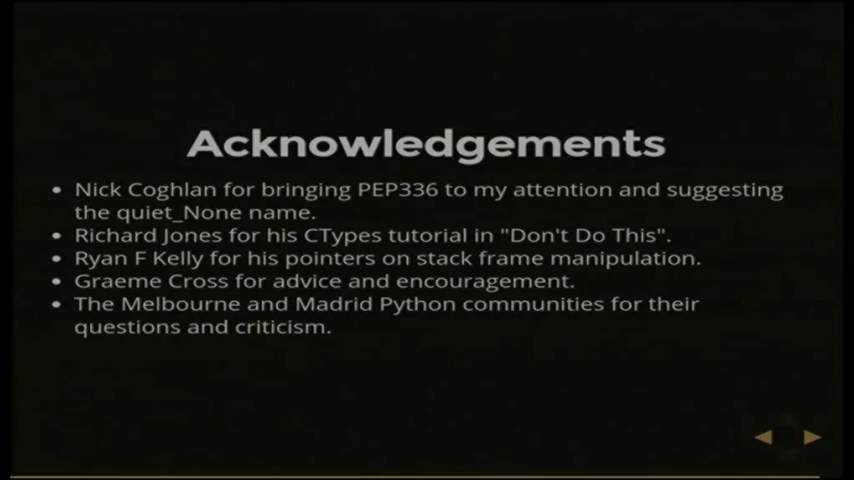 Acknowledgements
• Nick Coghlan for bringing PEP336 to my attention and suggesting
the quiet_None name.
• Richard Jones for his CTypes tutorial in "Don't Do This".
• Ryan F Kelly for his pointers on stack frame manipulation.
• Graeme Cross for advice and encouragement.
• The Melbourne and Madrid Python communities for their
questions and criticism.